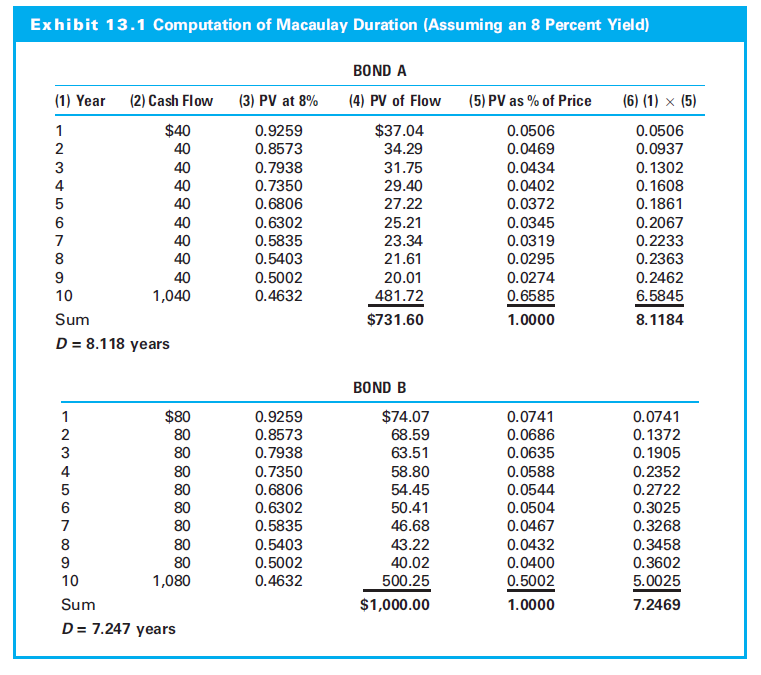 Exhibit 13.1 Computation of Macaulay Duration (Assuming an 8 Percent Yield)
BOND A
(1) Year (2) Cash Flow (3) PV at 8% (4) PV of Flow (5) PV as % of Price (6) (1) × (5)
1 $40 0.9259 $37.04 0.0506 0.0506
2 40 0.8573 34.29 0.0469 0.0937
3 40 0.7938 31.75 0.0434 0.1302
4 40 0.7350 29.40 0.0402 0.1608
5 40 0.6806 27.22 0.0372 0.1861
6 40 0.6302 25.21 0.0345 0.2067
7 40 0.5835 23.34 0.0319 0.2233
8 40 0.5403 21.61 0.0295 0.2363
9 40 0.5002 20.01 0.0274 0.2462
10 1,040 0.4632 481.72 0.6585 6.5845
Sum $731.60 1.0000 8.1184
D = 8.118 years
BOND B
1 $80 0.9259 $74.07 0.0741 0.0741
2 80 0.8573 68.59 0.0686 0.1372
3 80 0.7938 63.51 0.0635 0.1905
4 80 0.7350 58.80 0.0588 0.2352
5 80 0.6806 54.45 0.0544 0.2722
6 80 0.6302 50.41 0.0504 0.3025
7 80 0.5835 46.68 0.0467 0.3268
8 80 0.5403 43.22 0.0432 0.3458
9 80 0.5002 40.02 0.0400 0.3602
10 1,080 0.4632 500.25 0.5002 5.0025
Sum $1,000.00 1.0000 7.2469
D = 7.247 years